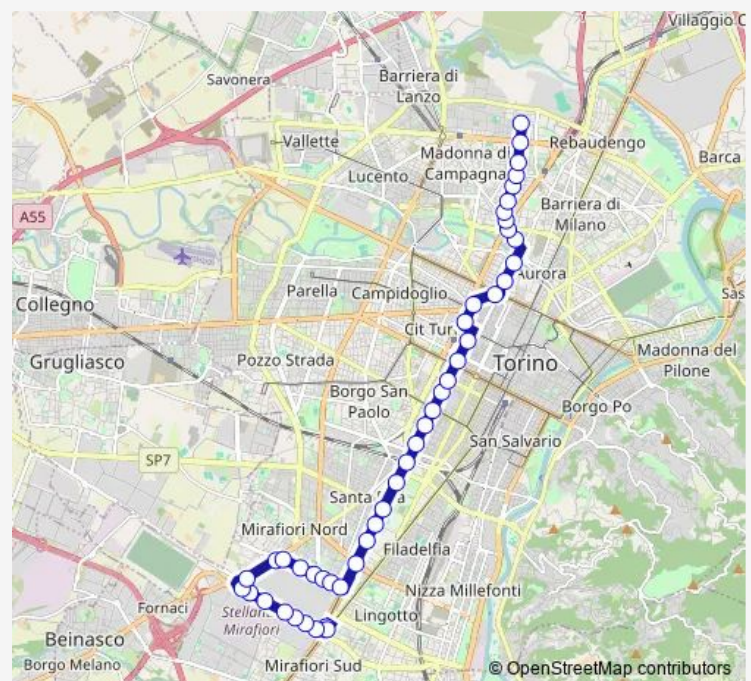 Villaggio
Savonera
Barriera di
Lanzo
Vallette
Madonna di
Campagna
Rebaudengo
Barca
Lucento
A55
Barriera di
Milano
Aurora
Parella
Campidoglio
Collegno
Cit Tur
Grugliasco
Pozzo Strada
Torino
Madonna del
Pilone
Borgo San
Paolo
Borgo Po
San Salvario
SP7
Santa
Mirafiori Nord
Filadelfia
Nizza Millefonti
Fornaci
Mirafiori
Lingotto
Beinasco
Borgo Melano
Mirafiori Sud
© OpenStreetMap contributors